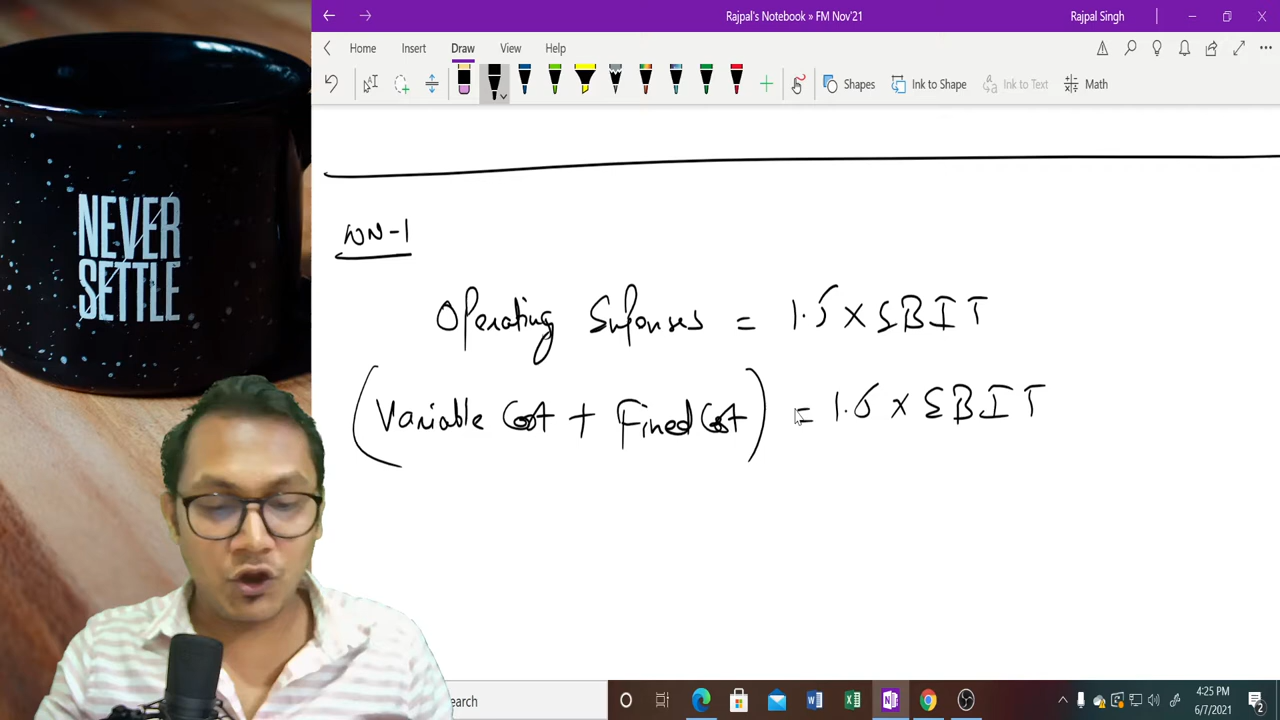 Rajpal's Notebook » FM Nov'21
Rajpal Singh
Home Insert Draw View Help
Shapes Ink to Shape Ink to Text Math
NEVER
SETTLE
WN-1
Operating Expenses = 1.5 × EBIT
(Variable Cost + Fixed Cost) = 1.5 × EBIT
earch
4:25 PM
6/7/2021
2